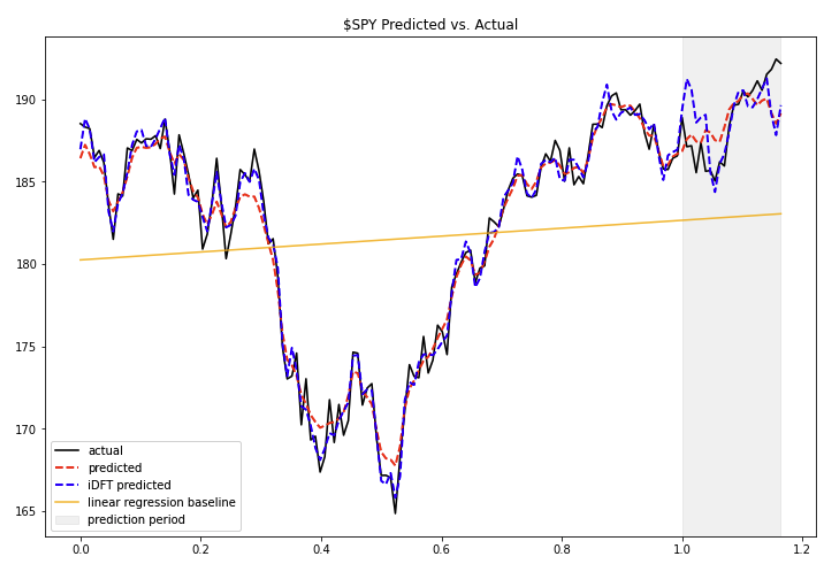 $SPY Predicted vs. Actual
190
185
180
175
170
165
actual
predicted
iDFT predicted
linear regression baseline
prediction period
0.0 0.2 0.4 0.6 0.8 1.0 1.2